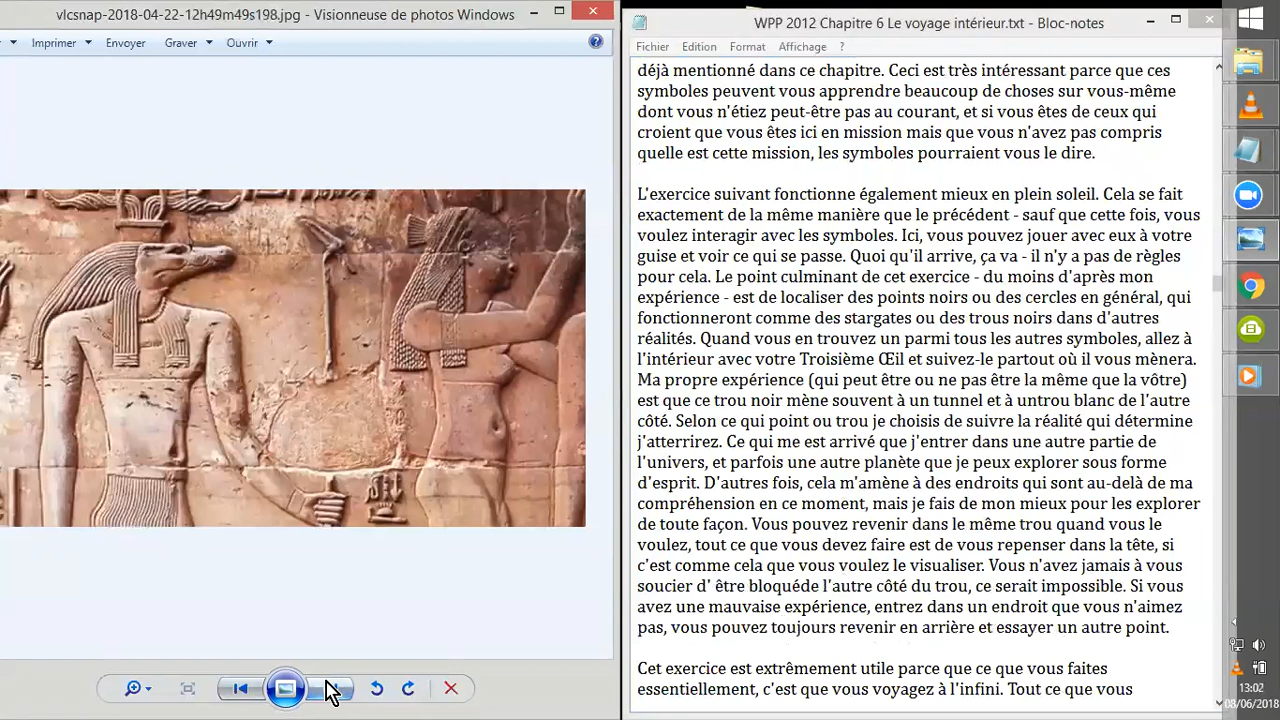 vlcsnap-2018-04-22-12h49m49s198.jpg - Visionneuse de photos Windows
Imprimer Envoyer Graver Ouvrir
WPP 2012 Chapitre 6 Le voyage intérieur.txt - Bloc-notes
Fichier Edition Format Affichage ?
déjà mentionné dans ce chapitre. Ceci est très intéressant parce que ces
symboles peuvent vous apprendre beaucoup de choses sur vous-même
dont vous n'étiez peut-être pas au courant, et si vous êtes de ceux qui
croient que vous êtes ici en mission mais que vous n'avez pas compris
quelle est cette mission, les symboles pourraient vous le dire.
L'exercice suivant fonctionne également mieux en plein soleil. Cela se fait
exactement de la même manière que le précédent - sauf que cette fois, vous
voulez interagir avec les symboles. Ici, vous pouvez jouer avec eux à votre
guise et voir ce qui se passe. Quoi qu'il arrive, ça va - il n'y a pas de règles
pour cela. Le point culminant de cet exercice - du moins d'après mon
expérience - est de localiser des points noirs ou des cercles en général, qui
fonctionneront comme des stargates ou des trous noirs dans d'autres
réalités. Quand vous en trouvez un parmi tous les autres symboles, allez à
l'intérieur avec votre Troisième Œil et suivez-le partout où il vous mènera.
Ma propre expérience (qui peut être ou ne pas être la même que la vôtre)
est que ce trou noir mène souvent à un tunnel et à untrou blanc de l'autre
côté. Selon ce qui point ou trou je choisis de suivre la réalité qui détermine
j'atterrirez. Ce qui me est arrivé que j'entrer dans une autre partie de
l'univers, et parfois une autre planète que je peux explorer sous forme
d'esprit. D'autres fois, cela m'amène à des endroits qui sont au-delà de ma
compréhension en ce moment, mais je fais de mon mieux pour les explorer
de toute façon. Vous pouvez revenir dans le même trou quand vous le
voulez, tout ce que vous devez faire est de vous repenser dans la tête, si
c'est comme cela que vous voulez le visualiser. Vous n'avez jamais à vous
soucier d' être bloquéde l'autre côté du trou, ce serait impossible. Si vous
avez une mauvaise expérience, entrez dans un endroit que vous n'aimez
pas, vous pouvez toujours revenir en arrière et essayer un autre point.
Cet exercice est extrêmement utile parce que ce que vous faites
essentiellement, c'est que vous voyagez à l'infini. Tout ce que vous
13:02
08/06/2018